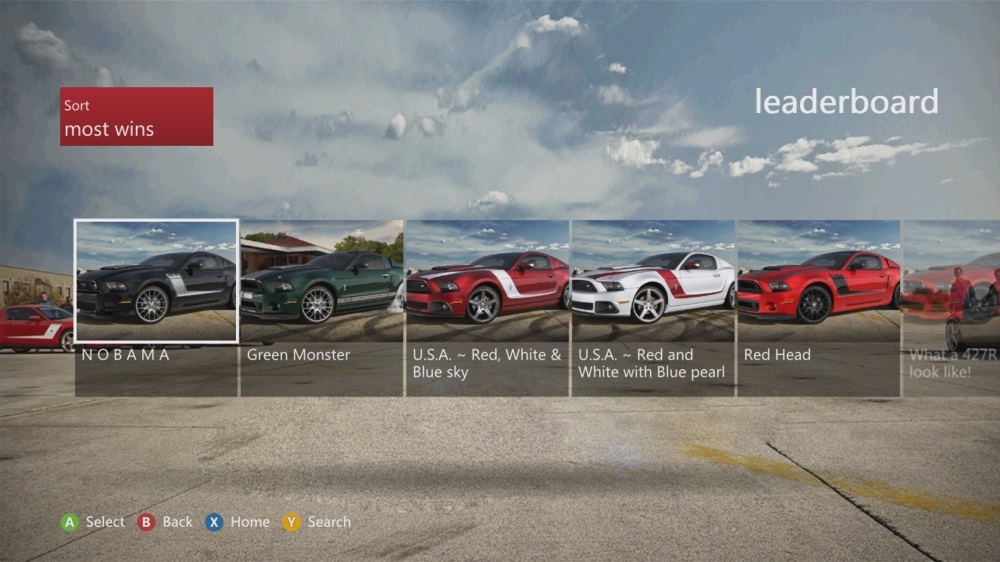 Sort
most wins
leaderboard
N O B A M A
Green Monster
U.S.A. ~ Red, White &
Blue sky
U.S.A. ~ Red and
White with Blue pearl
Red Head
What a 427R
look like!
A Select B Back X Home Y Search